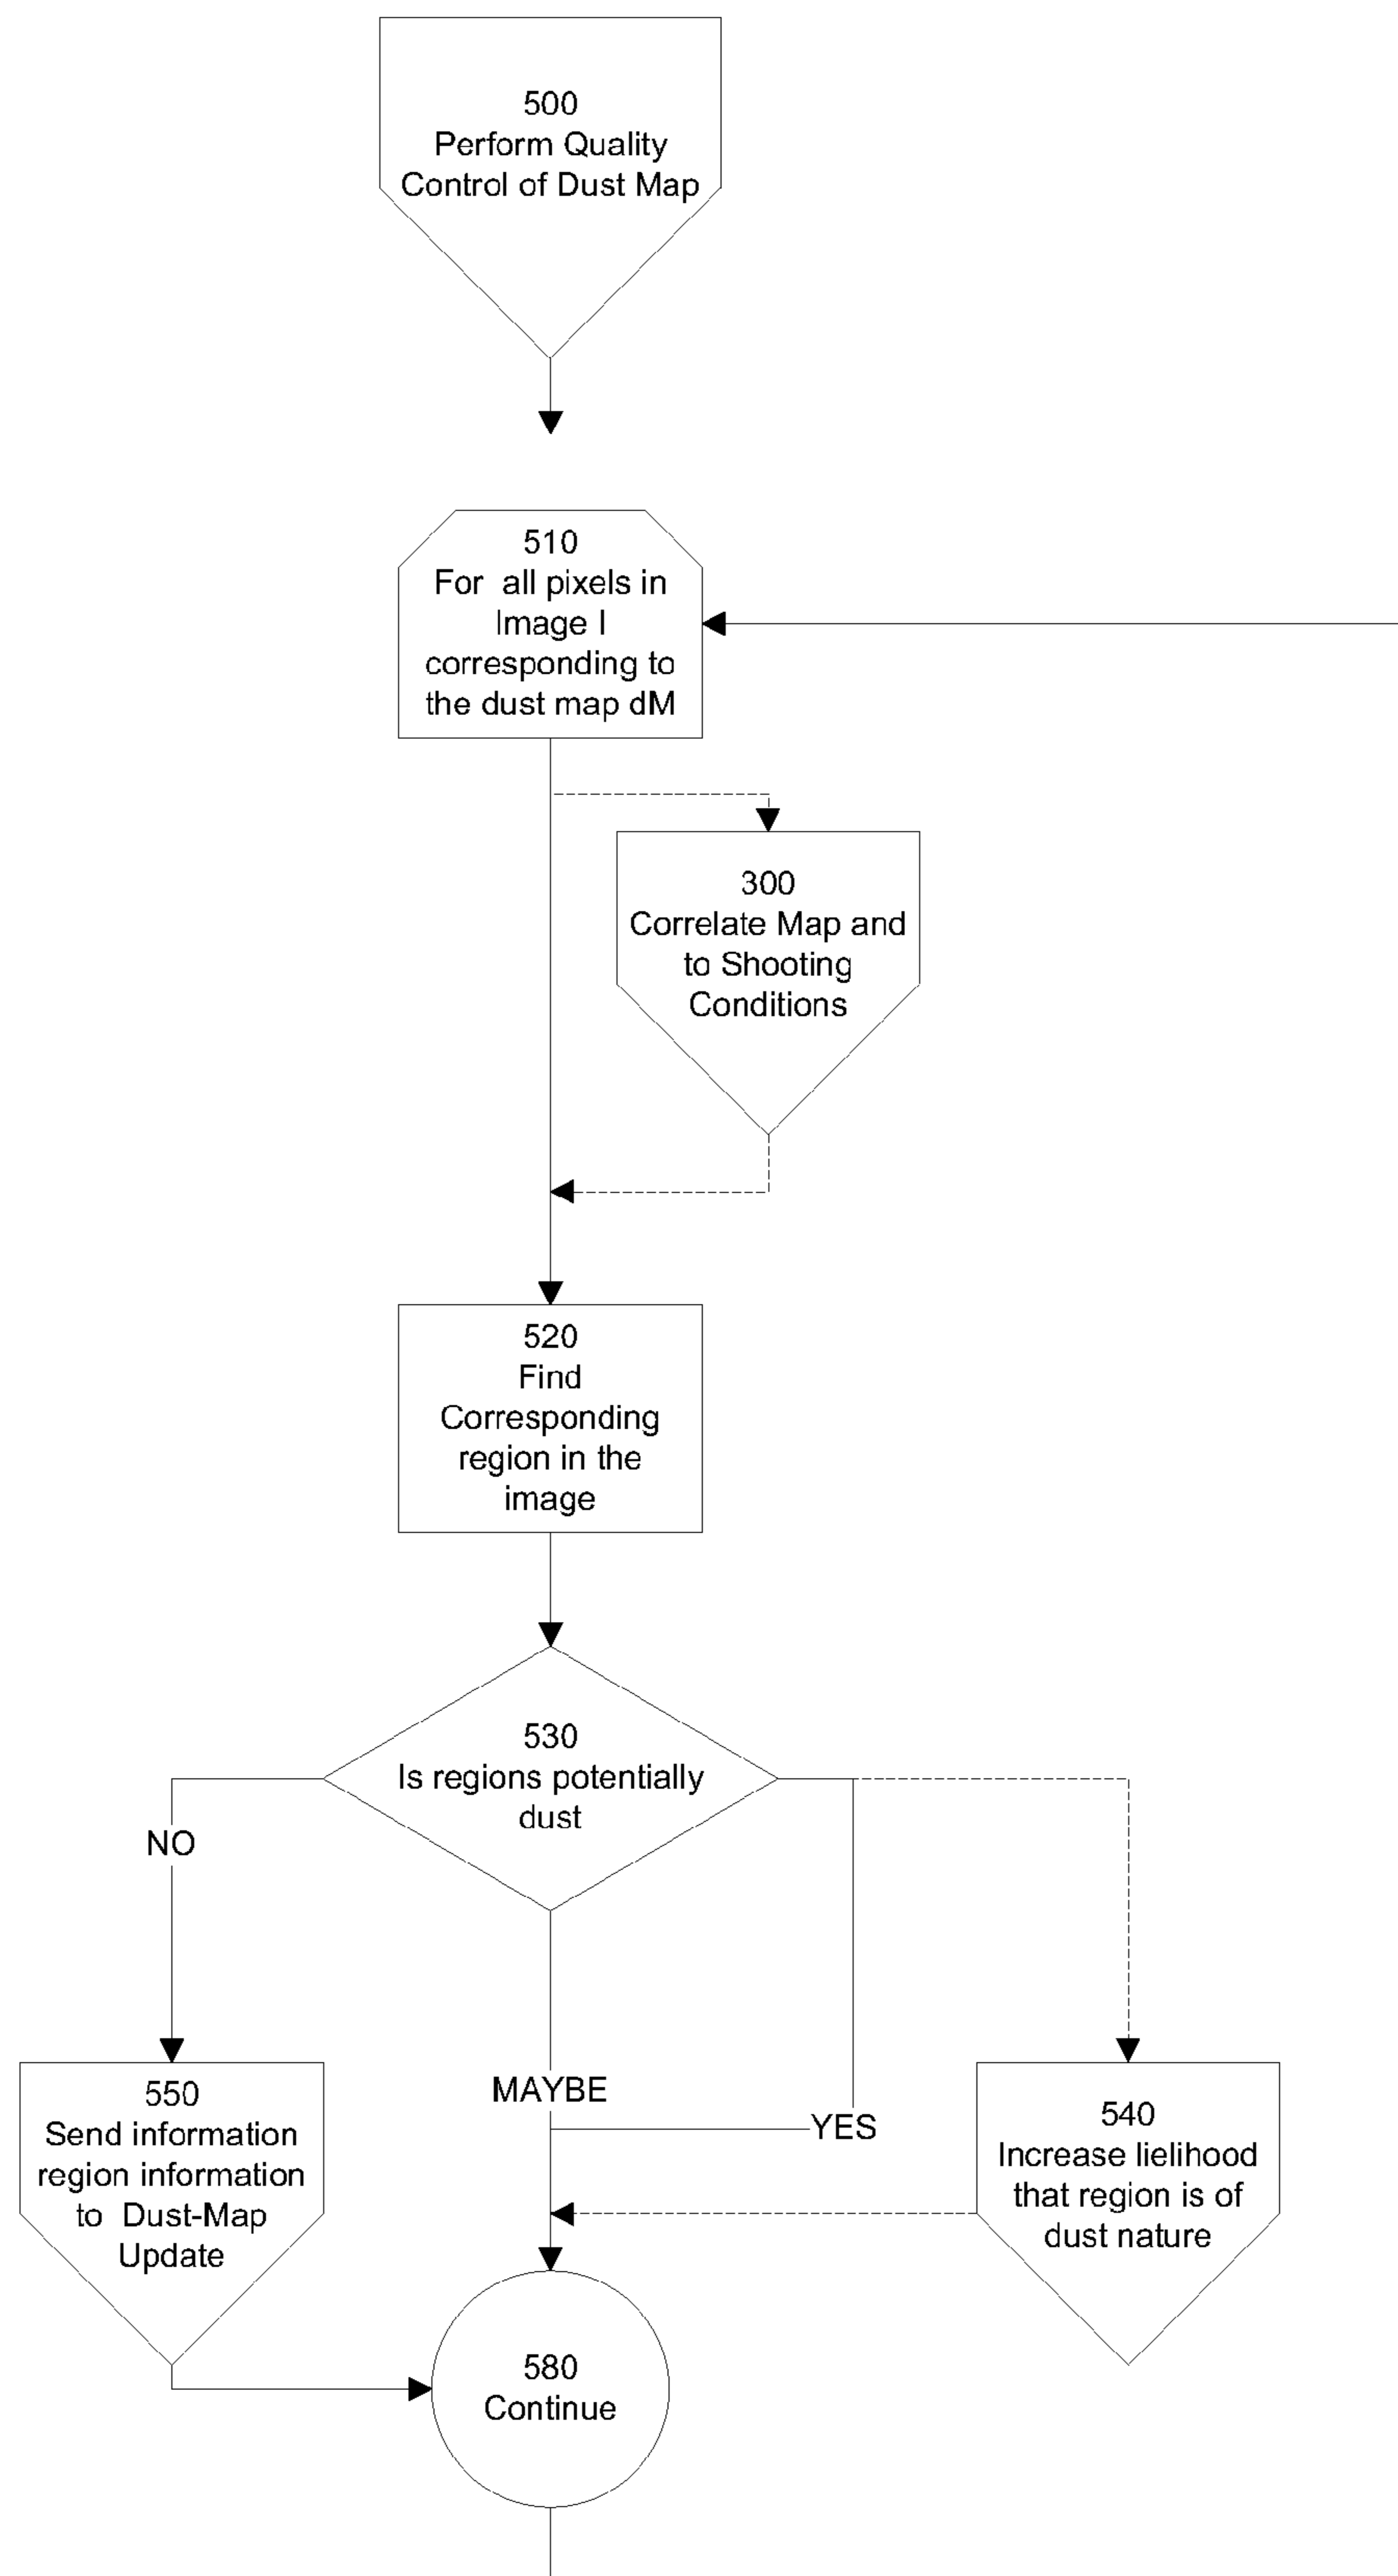 500
Perform Quality
Control of Dust Map
510
For all pixels in
Image I
corresponding to
the dust map dM
300
Correlate Map and
to Shooting
Conditions
520
Find
Corresponding
region in the
image
530
Is regions potentially
dust
NO
MAYBE
YES
550
Send information
region information
to Dust-Map
Update
540
Increase lielihood
that region is of
dust nature
580
Continue